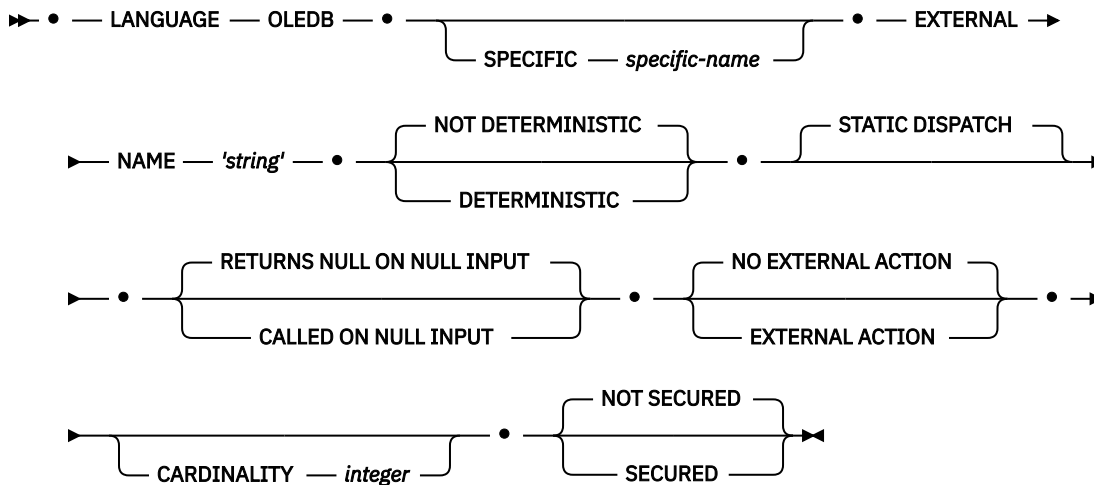 LANGUAGE OLEDB EXTERNAL
SPECIFIC specific-name
NOT DETERMINISTIC STATIC DISPATCH
NAME 'string'
DETERMINISTIC
RETURNS NULL ON NULL INPUT NO EXTERNAL ACTION
CALLED ON NULL INPUT EXTERNAL ACTION
NOT SECURED
CARDINALITY integer SECURED